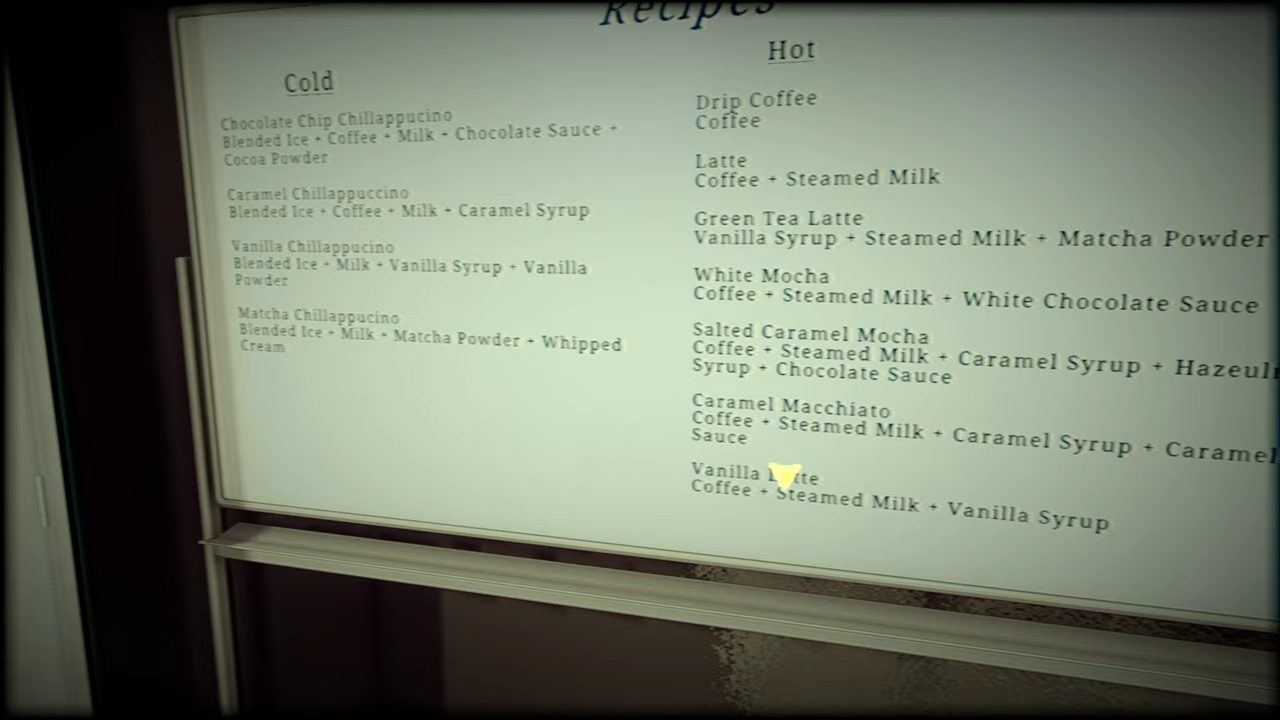 Recipes
Cold
Chocolate Chip Chillappucino
Blended Ice + Coffee + Milk + Chocolate Sauce +
Cocoa Powder
Caramel Chillappuccino
Blended Ice + Coffee + Milk + Caramel Syrup
Vanilla Chillappucino
Blended Ice + Milk + Vanilla Syrup + Vanilla
Powder
Matcha Chillappucino
Blended Ice + Milk + Matcha Powder + Whipped
Cream
Hot
Drip Coffee
Coffee
Latte
Coffee + Steamed Milk
Green Tea Latte
Vanilla Syrup + Steamed Milk + Matcha Powder
White Mocha
Coffee + Steamed Milk + White Chocolate Sauce
Salted Caramel Mocha
Coffee + Steamed Milk + Caramel Syrup +
Syrup + Chocolate Sauce
Caramel Macchiato
Coffee + Steamed Milk + Caramel Syrup + Caramel
Sauce
Vanilla Latte
Coffee + Steamed Milk + Vanilla Syrup